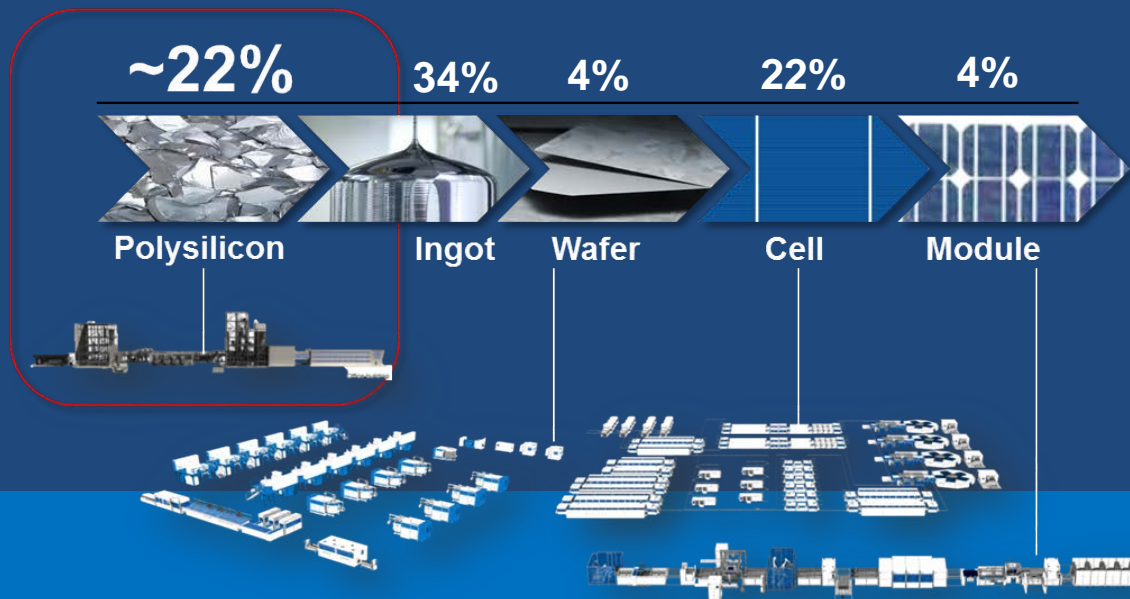 ~22%
34%
4%
22%
4%
Polysilicon
Ingot
Wafer
Cell
Module